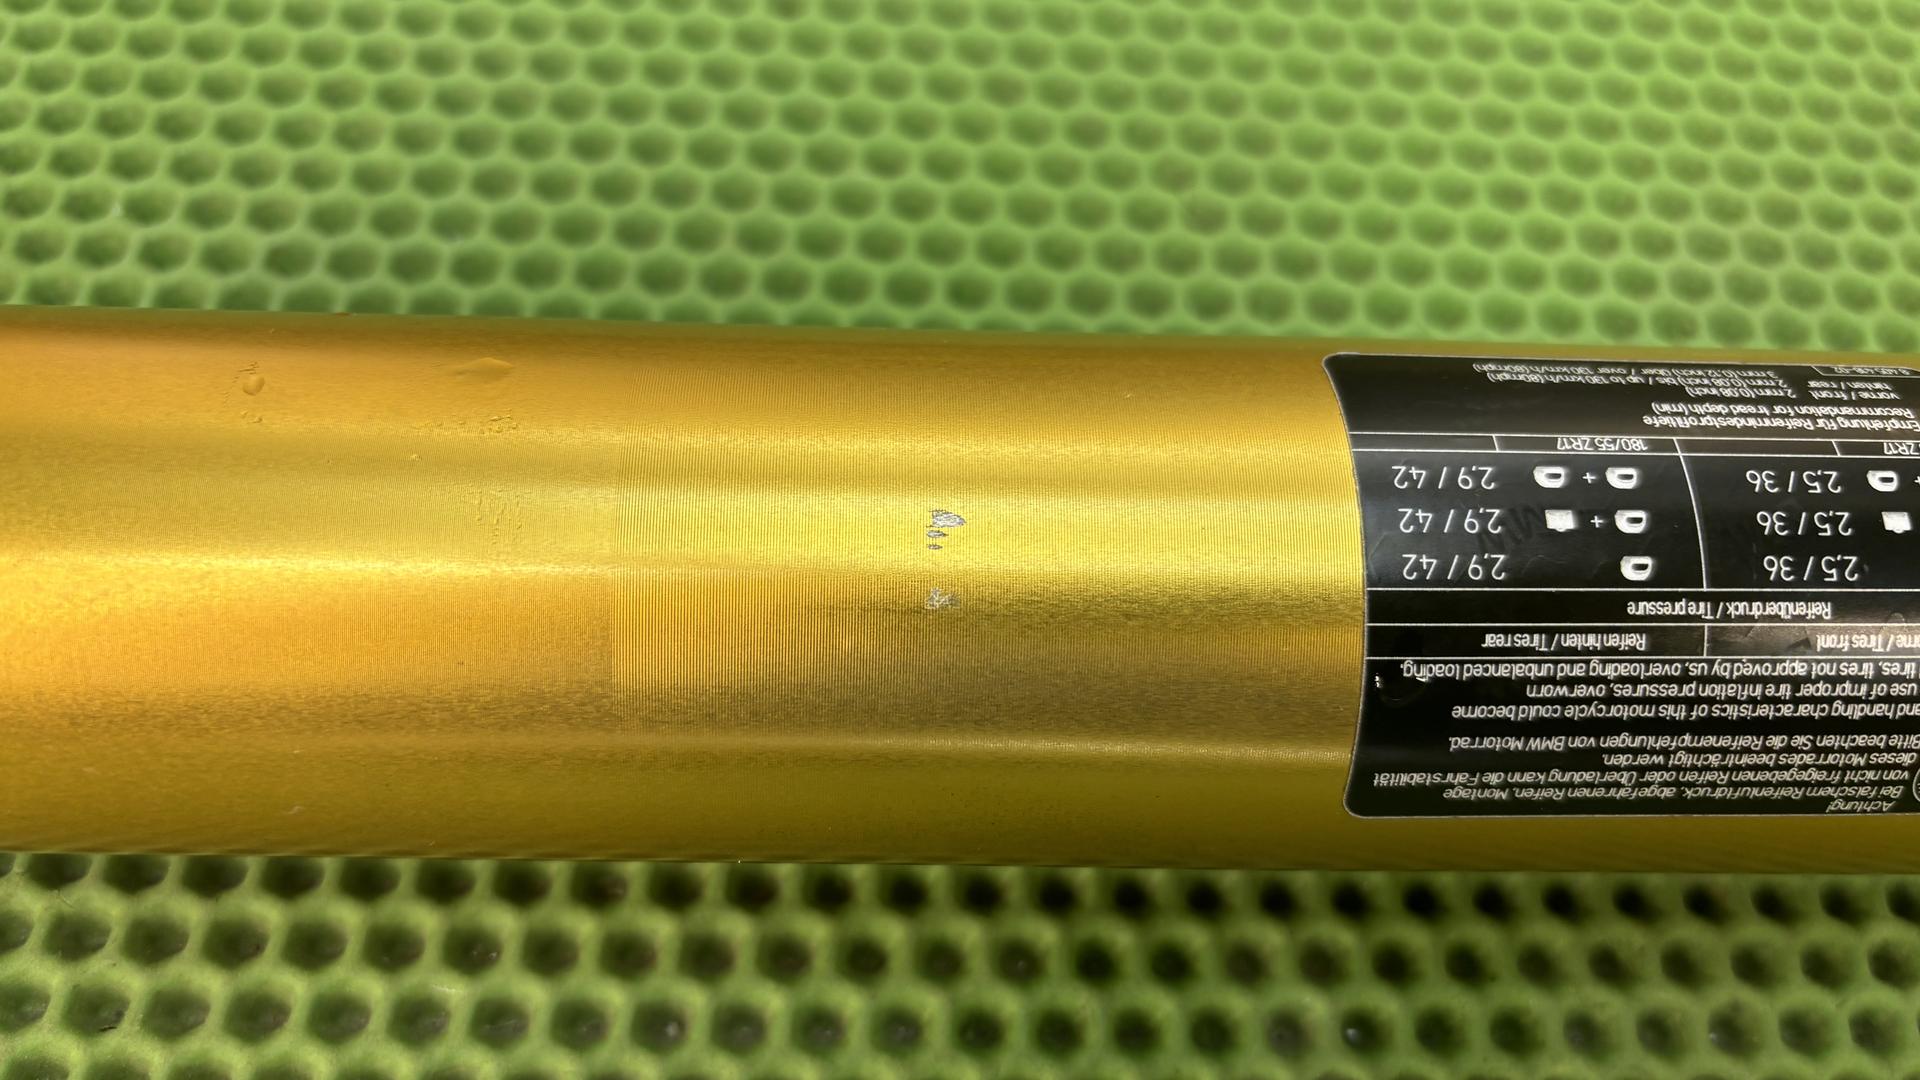 Achtung!
Bei falschem Reifenluftdruck, abgefahrenen Reifen, Montage
von nicht freigegebenen Reifen oder Überladung kann die Fahrstabilität
dieses Motorrades beeinträchtigt werden.
Bitte beachten Sie die Reifenempfehlungen von BMW Motorrad.
and handling characteristics of this motorcycle could become
use of improper tire inflation pressures, overworn
tires, tires not approved by us, overloading and unbalanced loading.
/ Tires front Reifen hinten / Tires rear
Reifenüberdruck / Tire pressure
2,5 / 36 2,9 / 42
2,5 / 36 + 2,9 / 42
+ 2,5 / 36 + 2,9 / 42
ZR17 180/55 ZR17
Empfehlung für Reifenmindestprofiltiefe
Recommendation for tread depth (min)
vorne / front 2 mm (0.08 inch)
hinten / rear 2 mm (0.08 inch) bis / up to 130 km/h (80mph)
3 mm (0.12 inch) über / over 130 km/h (80mph)